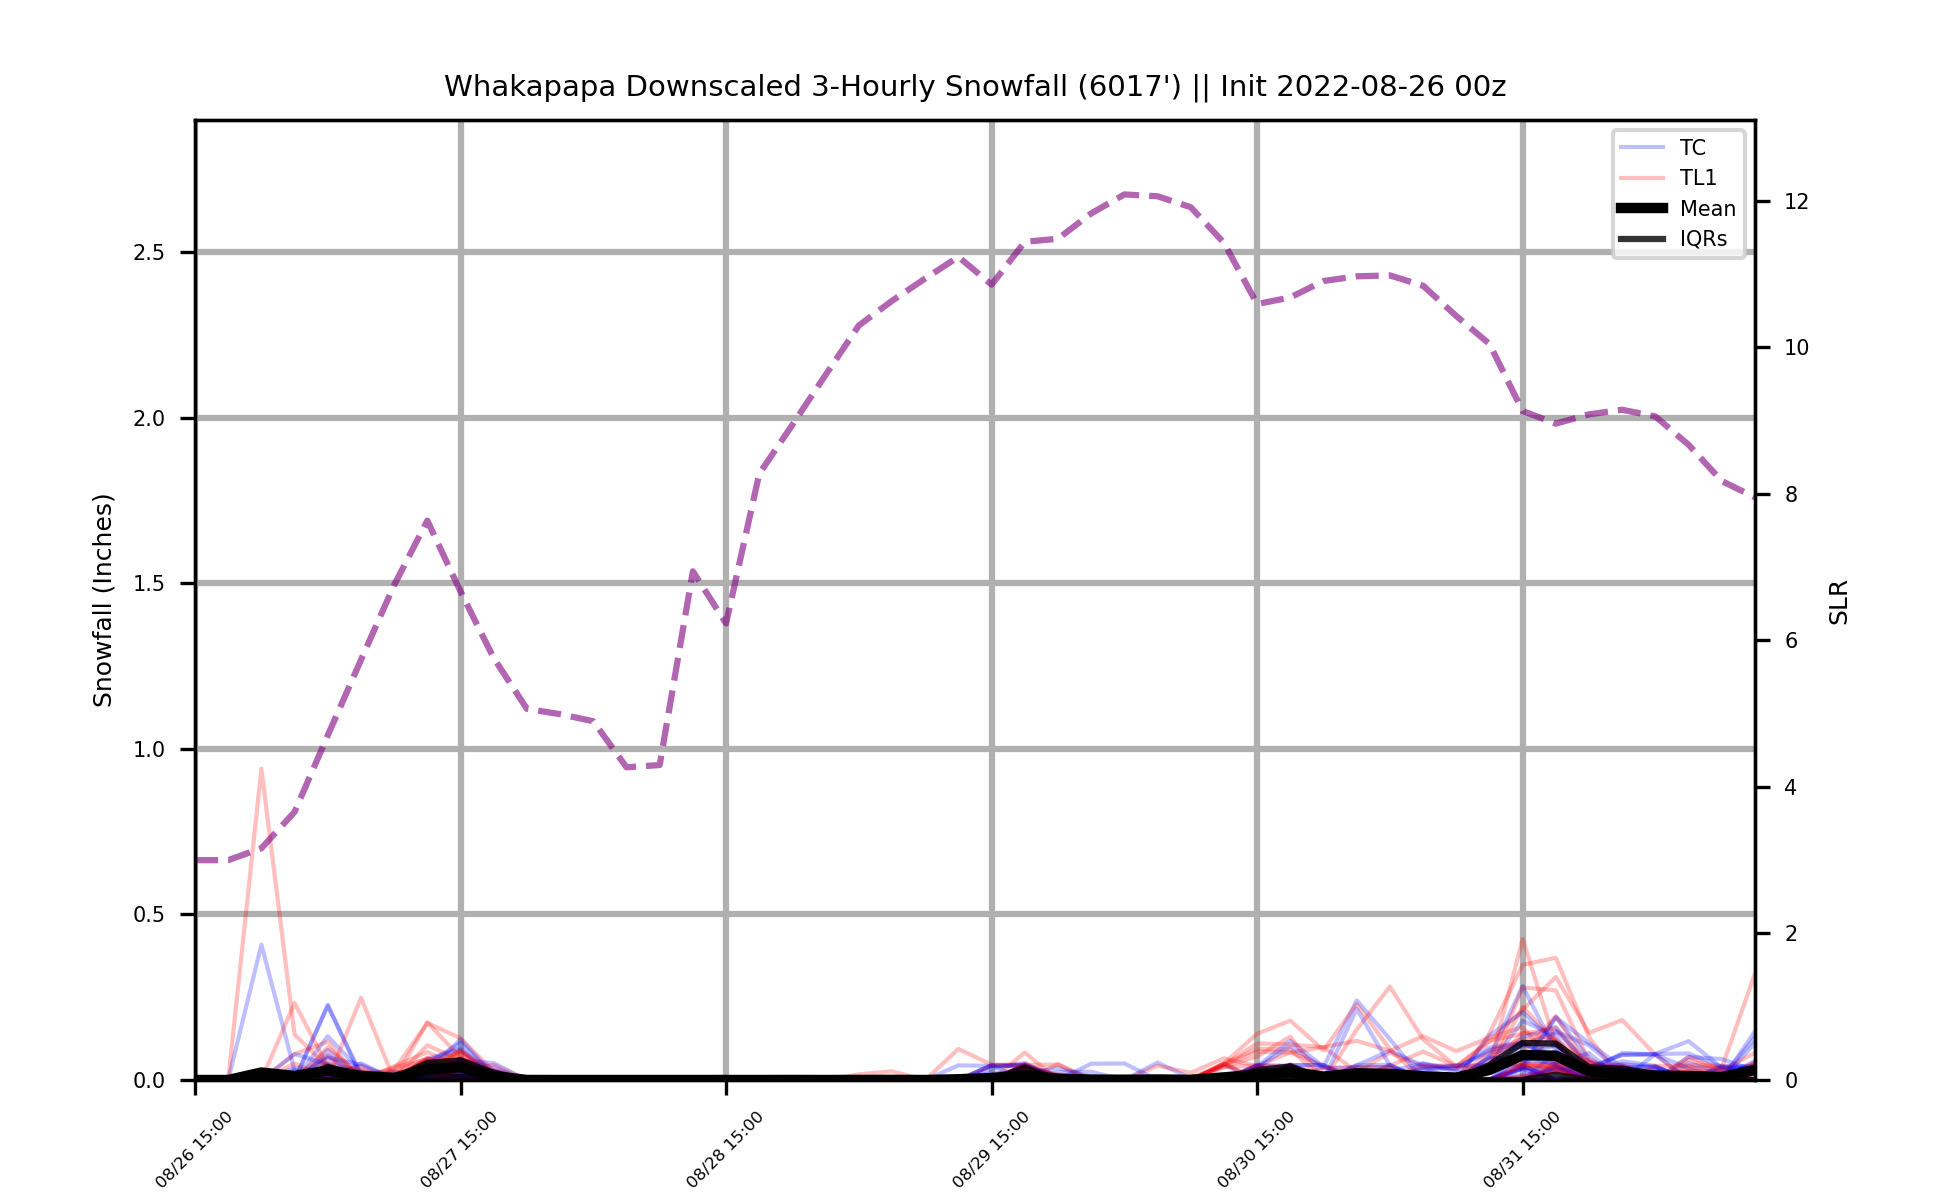 Whakapapa Downscaled 3-Hourly Snowfall (6017') || Init 2022-08-26 00z
TC
TL1
Mean
IQRs
Snowfall (Inches)
2.5
2.0
1.5
1.0
0.5
0.0
12
10
8
6
4
2
0
SLR
08/26 15:00
08/27 15:00
08/28 15:00
08/29 15:00
08/30 15:00
08/31 15:00